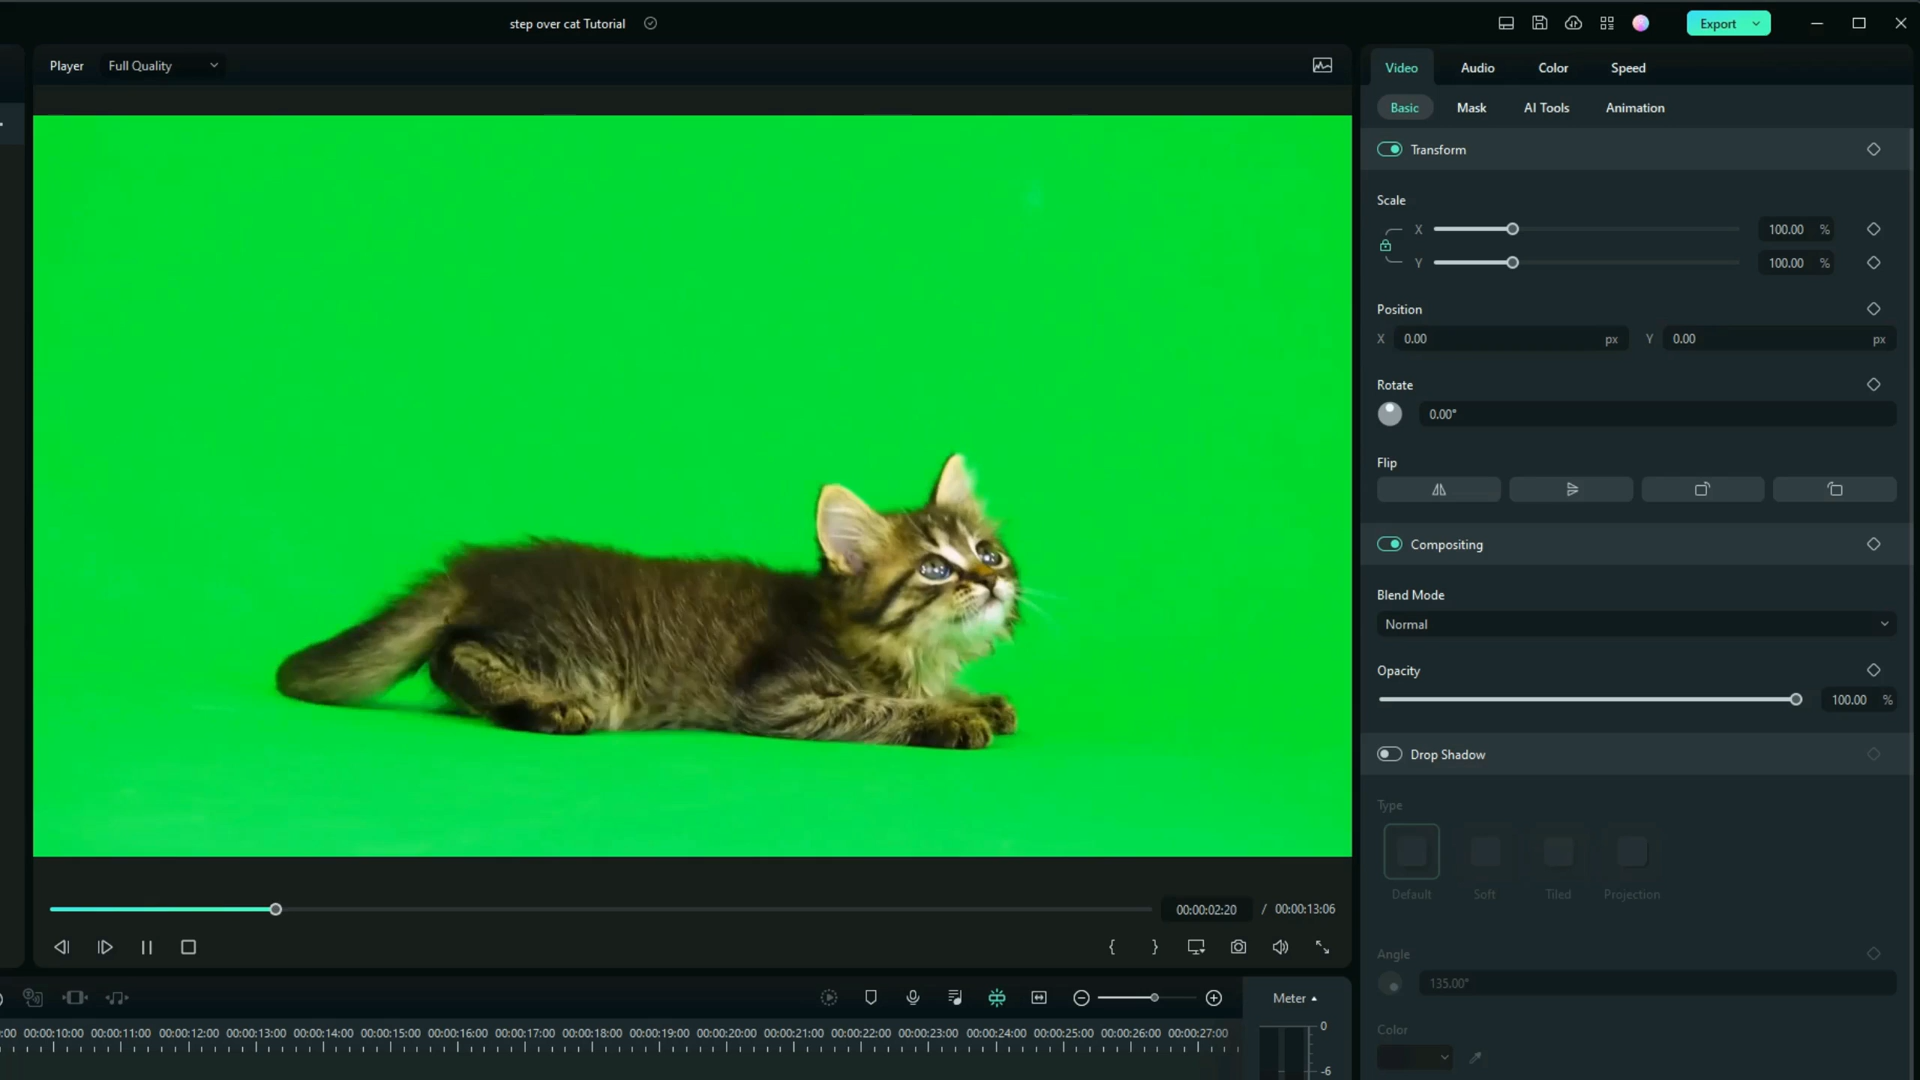 step over cat Tutorial
Export
Player Full Quality
Video Audio Color Speed
Basic Mask AI Tools Animation
Transform
Scale
X 100.00 %
Y 100.00 %
Position
X 0.00 px Y 0.00 px
Rotate
0.00°
Flip
Compositing
Blend Mode
Normal
Opacity
100.00 %
Drop Shadow
Type
Default Soft Tiled Projection
00:00:02:20 / 00:00:13:06
{ }
Angle
135.00°
Meter
Color
:00 00:00:10:00 00:00:11:00 00:00:12:00 00:00:13:00 00:00:14:00 00:00:15:00 00:00:16:00 00:00:17:00 00:00:18:00 00:00:19:00 00:00:20:00 00:00:21:00 00:00:22:00 00:00:23:00 00:00:24:00 00:00:25:00 00:00:26:00 00:00:27:00
0
-6